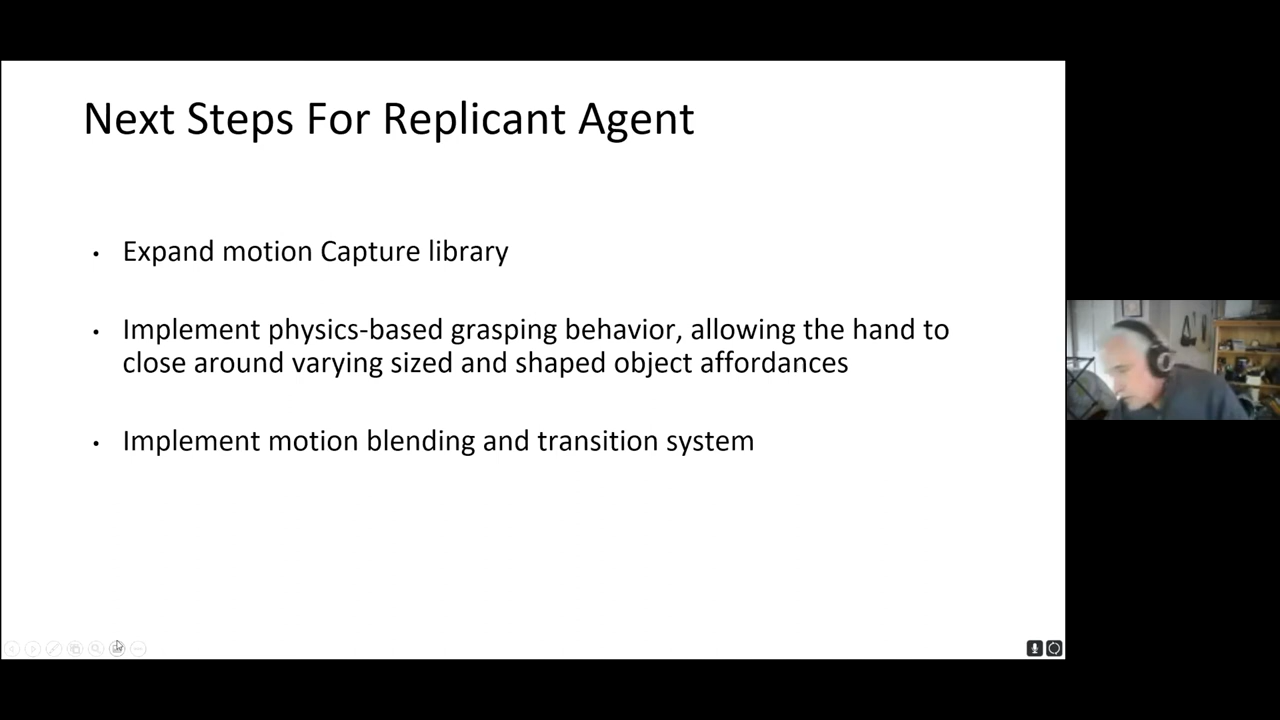 Next Steps For Replicant Agent
• Expand motion Capture library
• Implement physics-based grasping behavior, allowing the hand to
close around varying sized and shaped object affordances
• Implement motion blending and transition system